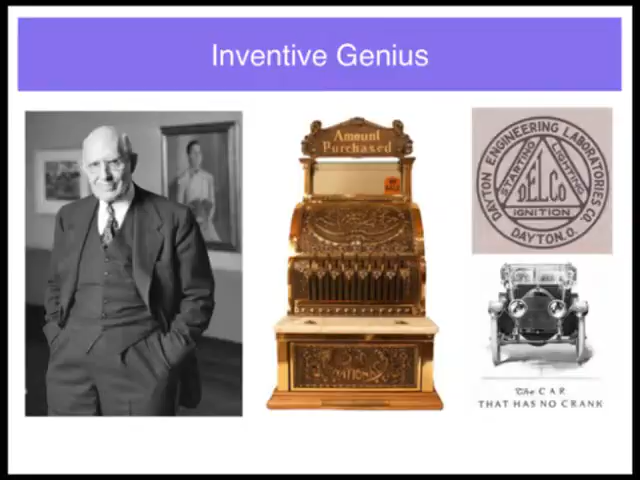 Inventive Genius
Amount
Purchased
DAYTON ENGINEERING LABORATORIES CO.
DAYTON,O.
STARTING
LIGHTING
DELCo
IGNITION
NATIONAL
The CAR
THAT HAS NO CRANK